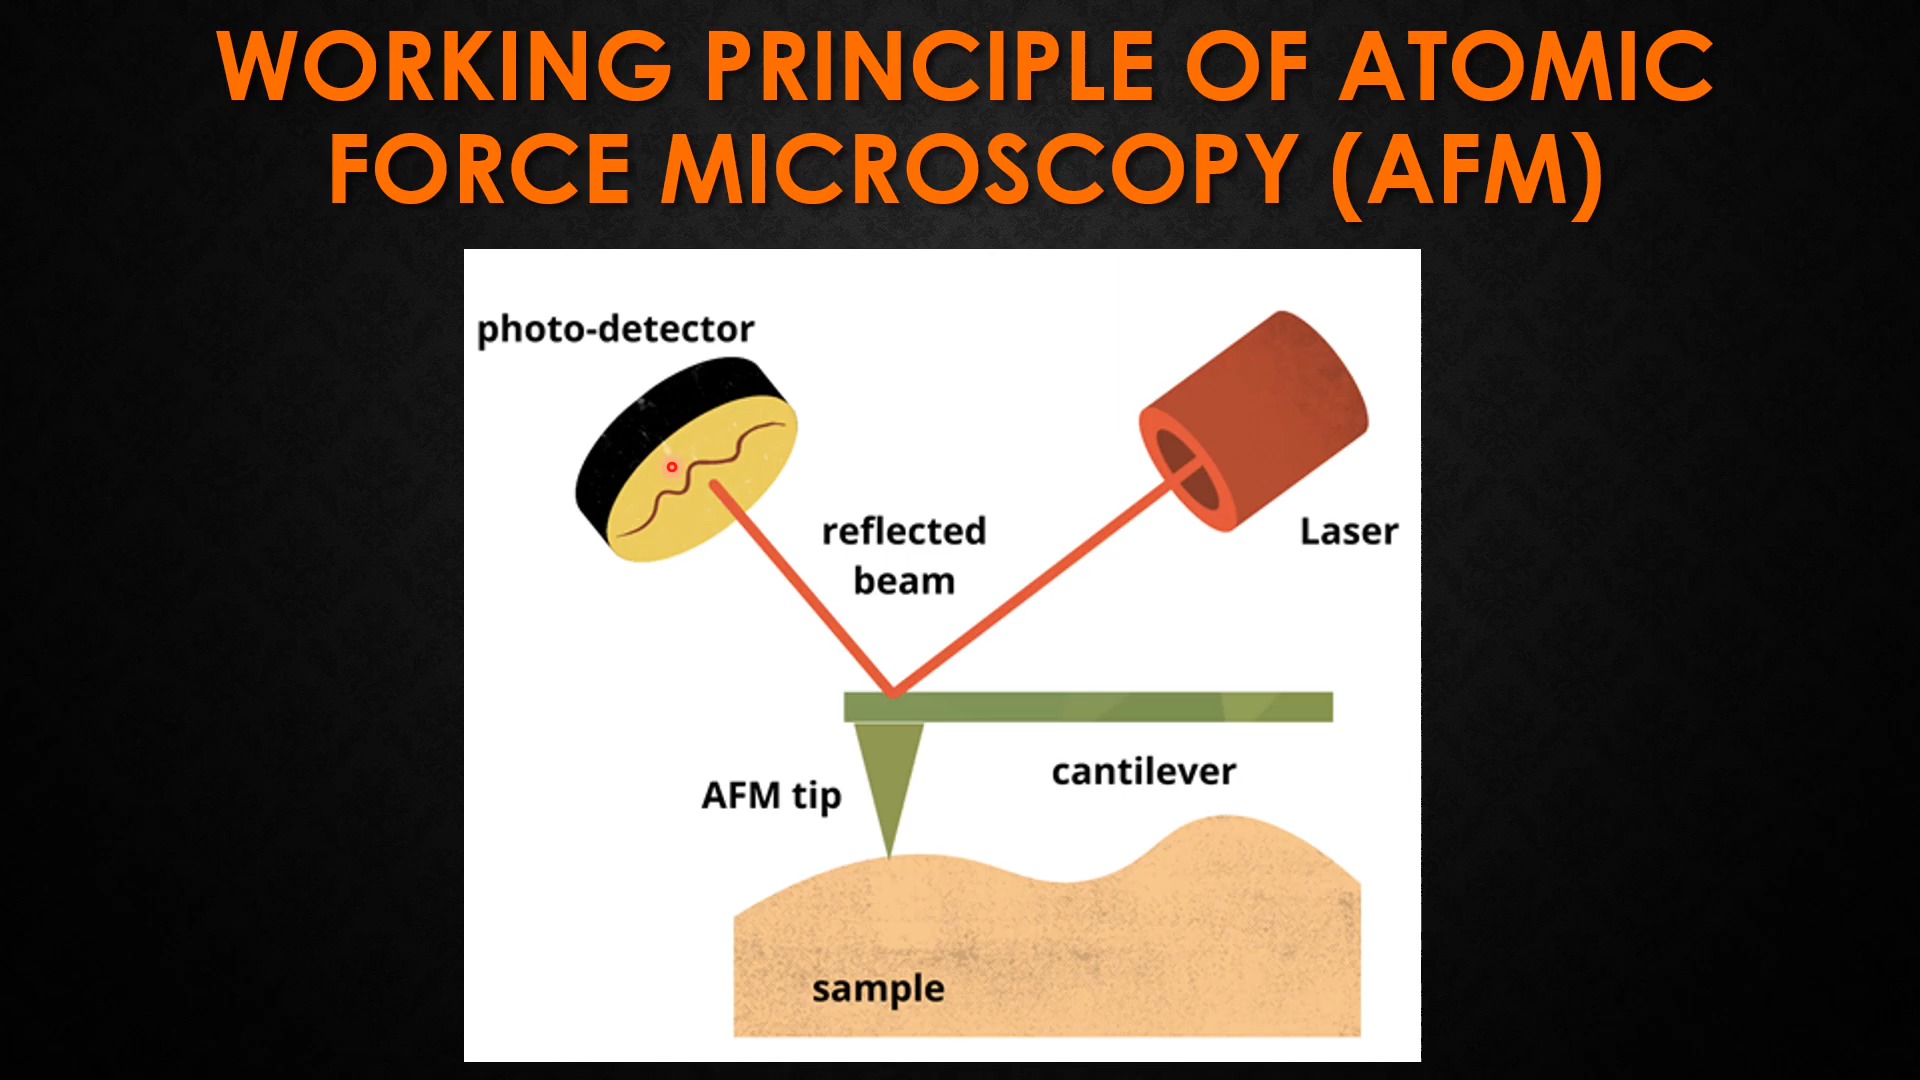 WORKING PRINCIPLE OF ATOMIC
FORCE MICROSCOPY (AFM)
photo-detector
reflected
beam
Laser
AFM tip
cantilever
sample